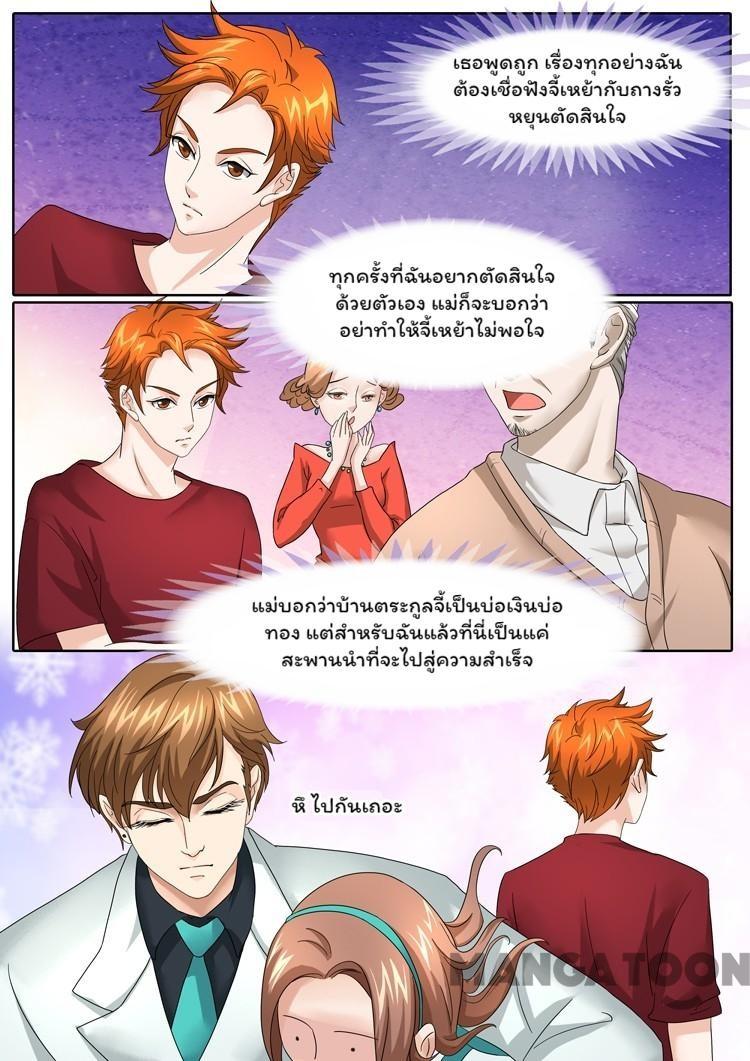 เธอพูดถูก เรื่องทุกอย่างฉัน
ต้องเชื่อฟังจี้เหย้ากับถางรั่ว
หยุนตัดสินใจ
ทุกครั้งที่ฉันอยากตัดสินใจ
ด้วยตัวเอง แม่ก็จะบอกว่า
อย่าทำให้จี้เหย้าไม่พอใจ
แม่บอกว่าบ้านตระกูลจี้เป็นบ่อเงินบ่อ
ทอง แต่สำหรับฉันแล้วที่นี่เป็นแค่
สะพานนำที่จะไปสู่ความสำเร็จ
หึ ไปกันเถอะ
MANGA TOON